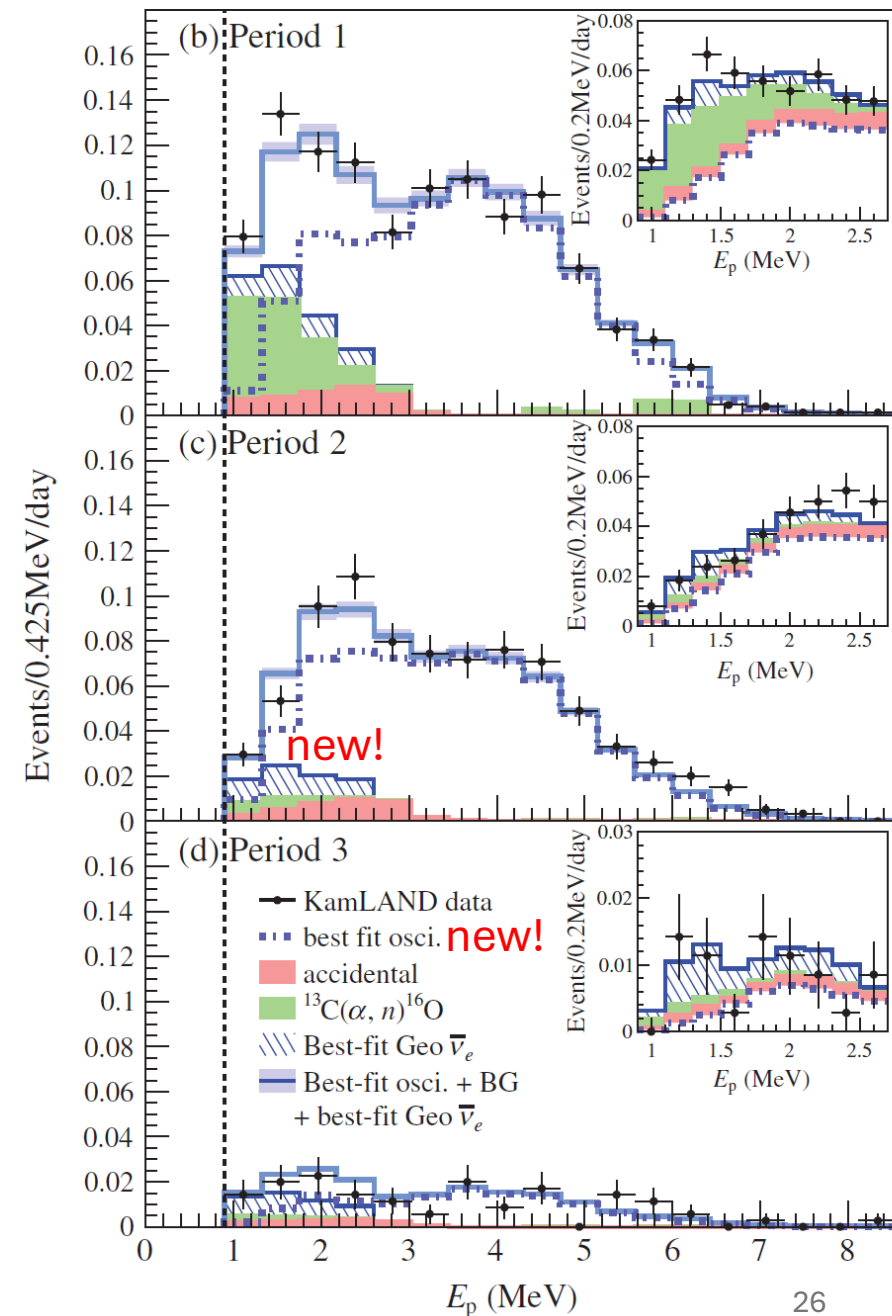 (b) Period 1
0.16
0.14
0.12
0.1
0.08
0.06
0.04
0.02
0
Events/0.2MeV/day
0.08
0.06
0.04
0.02
0
1 1.5 2 2.5
E_p (MeV)
Events/0.425MeV/day
(c) Period 2
0.16
0.14
0.12
0.1
0.08
0.06
0.04
0.02
0
new!
Events/0.2MeV/day
0.08
0.06
0.04
0.02
0
1 1.5 2 2.5
E_p (MeV)
(d) Period 3
0.16
0.14
0.12
0.1
0.08
0.06
0.04
0.02
0
KamLAND data
best fit osci. new!
accidental
¹³C(α, n)¹⁶O
Best-fit Geo ν̄_e
Best-fit osci. + BG
+ best-fit Geo ν̄_e
Events/0.2MeV/day
0.03
0.02
0.01
0
1 1.5 2 2.5
E_p (MeV)
0 1 2 3 4 5 6 7 8
E_p (MeV)
26